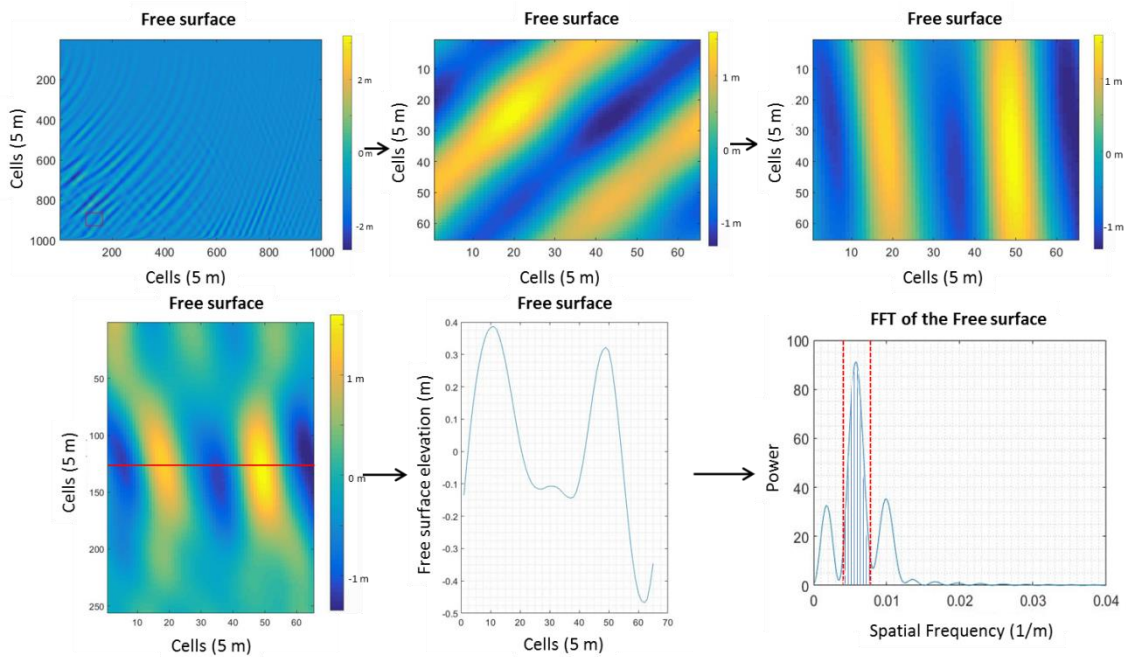 Free surface
Free surface
Free surface
200
400
600
800
1000
200 400 600 800 1000
Cells (5 m)
Cells (5 m)
2 m
0 m
-2 m
10
20
30
40
50
60
10 20 30 40 50 60
Cells (5 m)
Cells (5 m)
1 m
0 m
-1 m
10
20
30
40
50
60
10 20 30 40 50 60
Cells (5 m)
Cells (5 m)
1 m
0 m
-1 m
Free surface
50
100
150
200
250
10 20 30 40 50 60
Cells (5 m)
Cells (5 m)
1 m
0 m
-1 m
Free surface
0.4
0.3
0.2
0.1
0
-0.1
-0.2
-0.3
-0.4
-0.5
0 10 20 30 40 50 60 70
Free surface elevation (m)
Cells (5 m)
FFT of the Free surface
100
80
60
40
20
0
0 0.01 0.02 0.03 0.04
Power
Spatial Frequency (1/m)